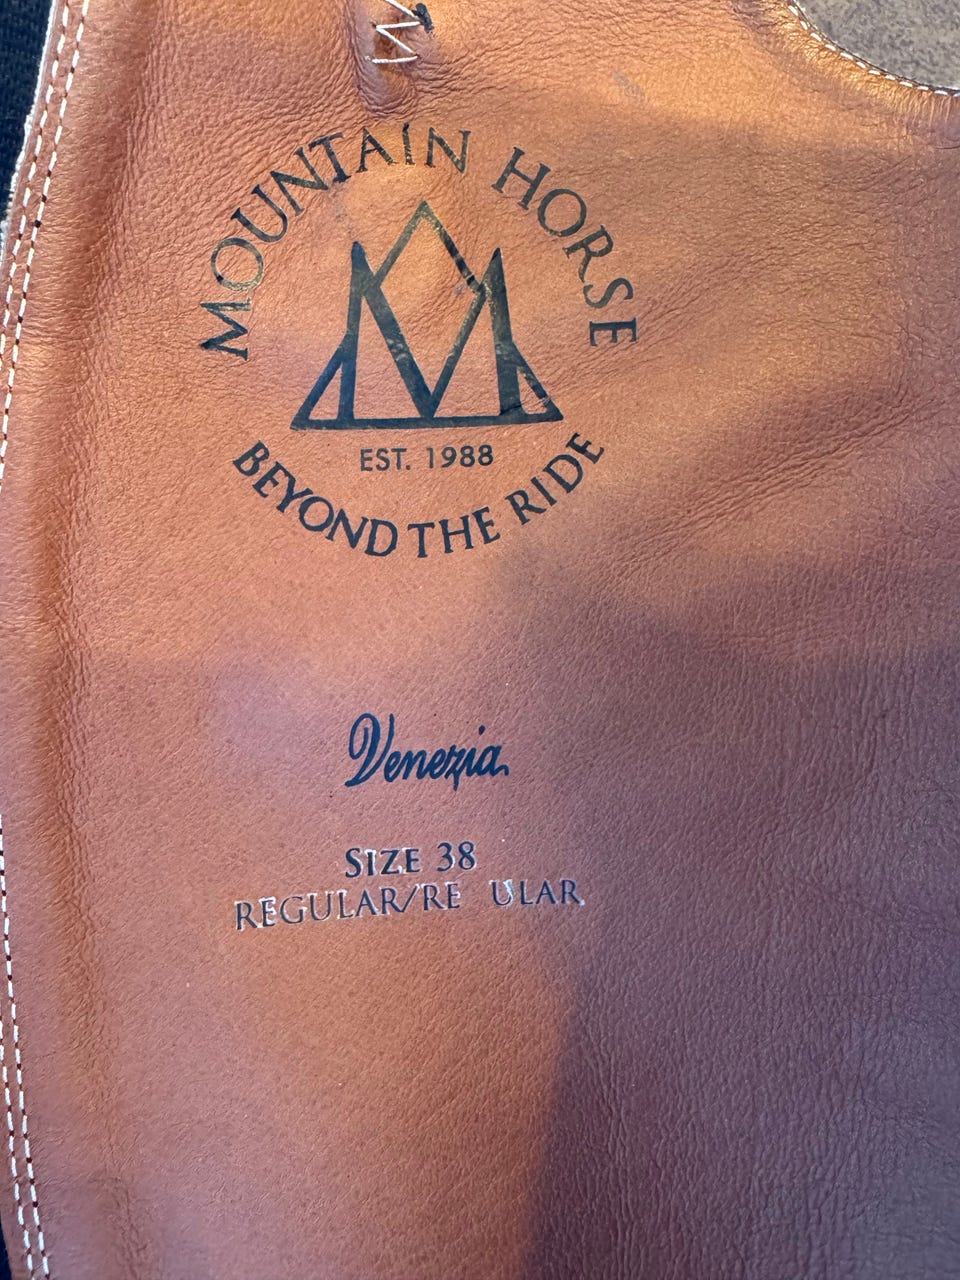 MOUNTAIN HORSE
EST. 1988
BEYOND THE RIDE
Venezia
SIZE 38
REGULAR/RE ULAR